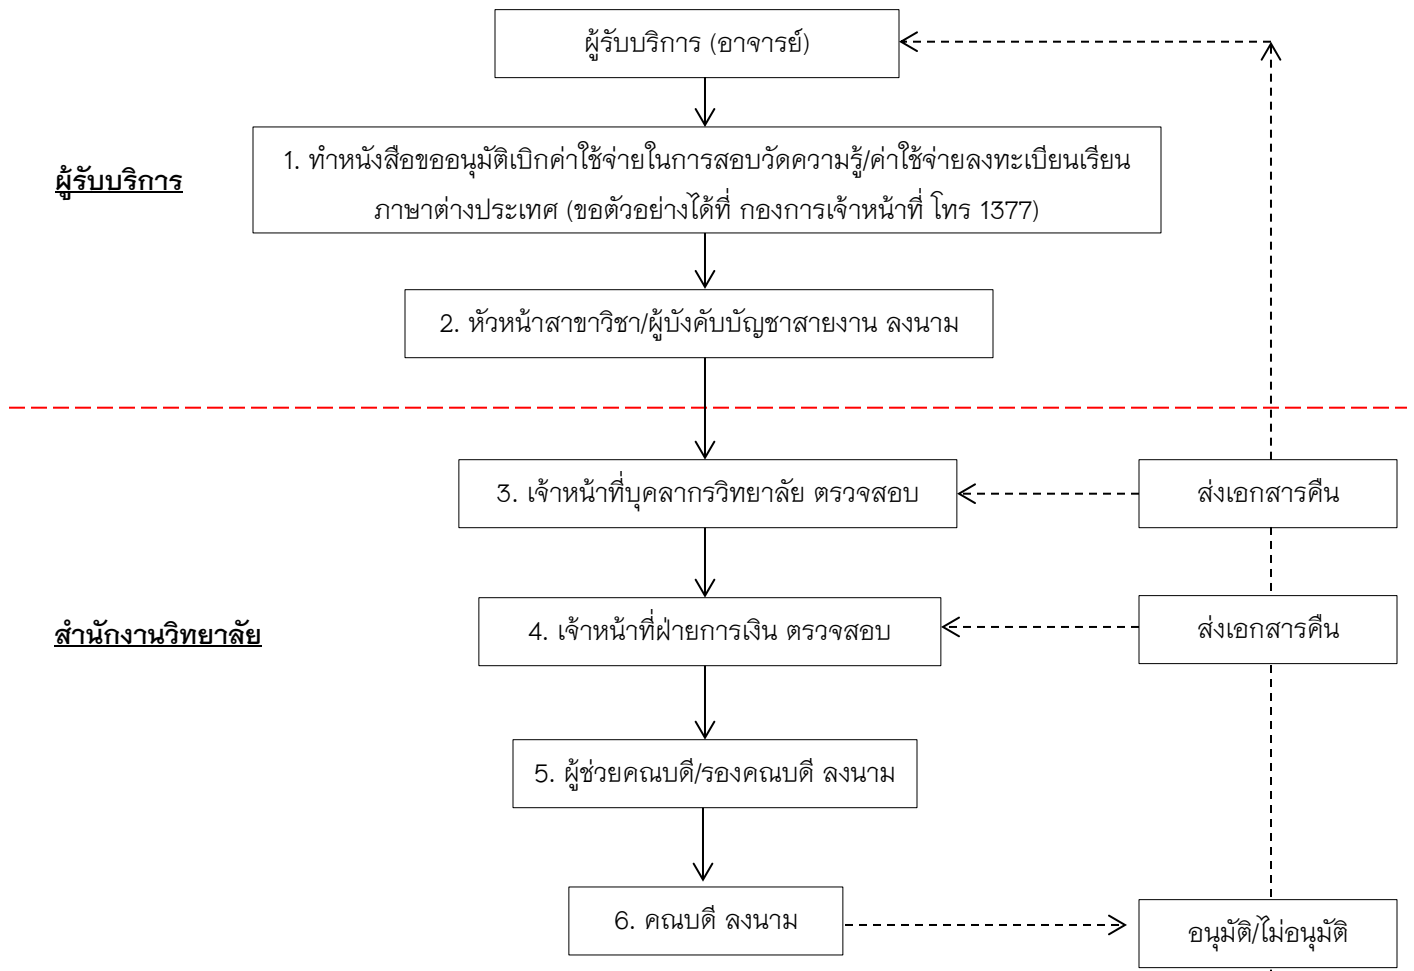 ผู้รับบริการ (อาจารย์)
1. ทำหนังสือขออนุมัติเบิกค่าใช้จ่ายในการสอบวัดความรู้/ค่าใช้จ่ายลงทะเบียนเรียน
ภาษาต่างประเทศ (ขอตัวอย่างได้ที่ กองการเจ้าหน้าที่ โทร 1377)
ผู้รับบริการ
2. หัวหน้าสาขาวิชา/ผู้บังคับบัญชาสายงาน ลงนาม
3. เจ้าหน้าที่บุคลากรวิทยาลัย ตรวจสอบ
ส่งเอกสารคืน
4. เจ้าหน้าที่ฝ่ายการเงิน ตรวจสอบ
ส่งเอกสารคืน
สำนักงานวิทยาลัย
5. ผู้ช่วยคณบดี/รองคณบดี ลงนาม
6. คณบดี ลงนาม
อนุมัติ/ไม่อนุมัติ